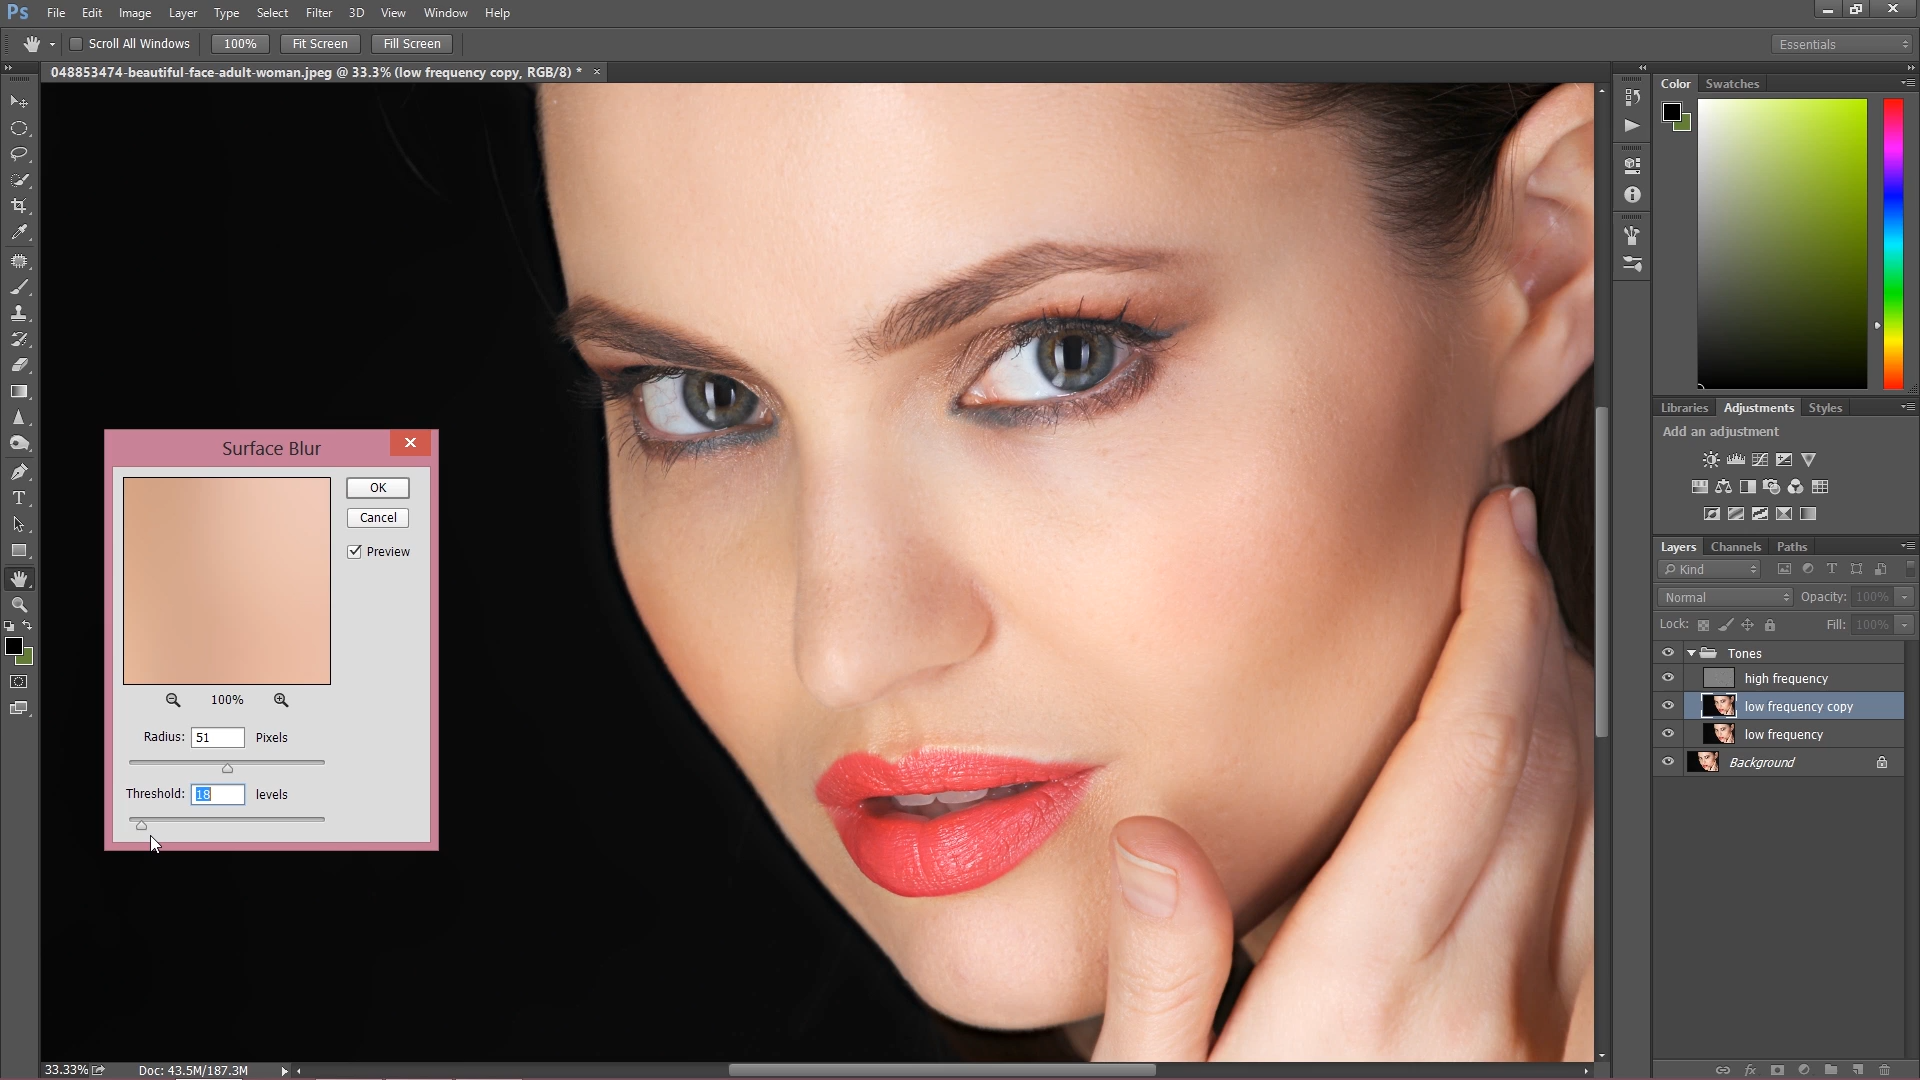 Ps File Edit Image Layer Type Select Filter 3D View Window Help
Scroll All Windows 100% Fit Screen Fill Screen Essentials
048853474-beautiful-face-adult-woman.jpeg @ 33.3% (low frequency copy, RGB/8) * ×
Color Swatches
Surface Blur
OK
Cancel
Preview
100%
Radius: 51 Pixels
Threshold: 18 levels
Libraries Adjustments Styles
Add an adjustment
Layers Channels Paths
Kind T
Normal Opacity: 100%
Lock: Fill: 100%
Tones
high frequency
low frequency copy
low frequency
Background
T
33.33% Doc: 43.5M/187.3M
fx